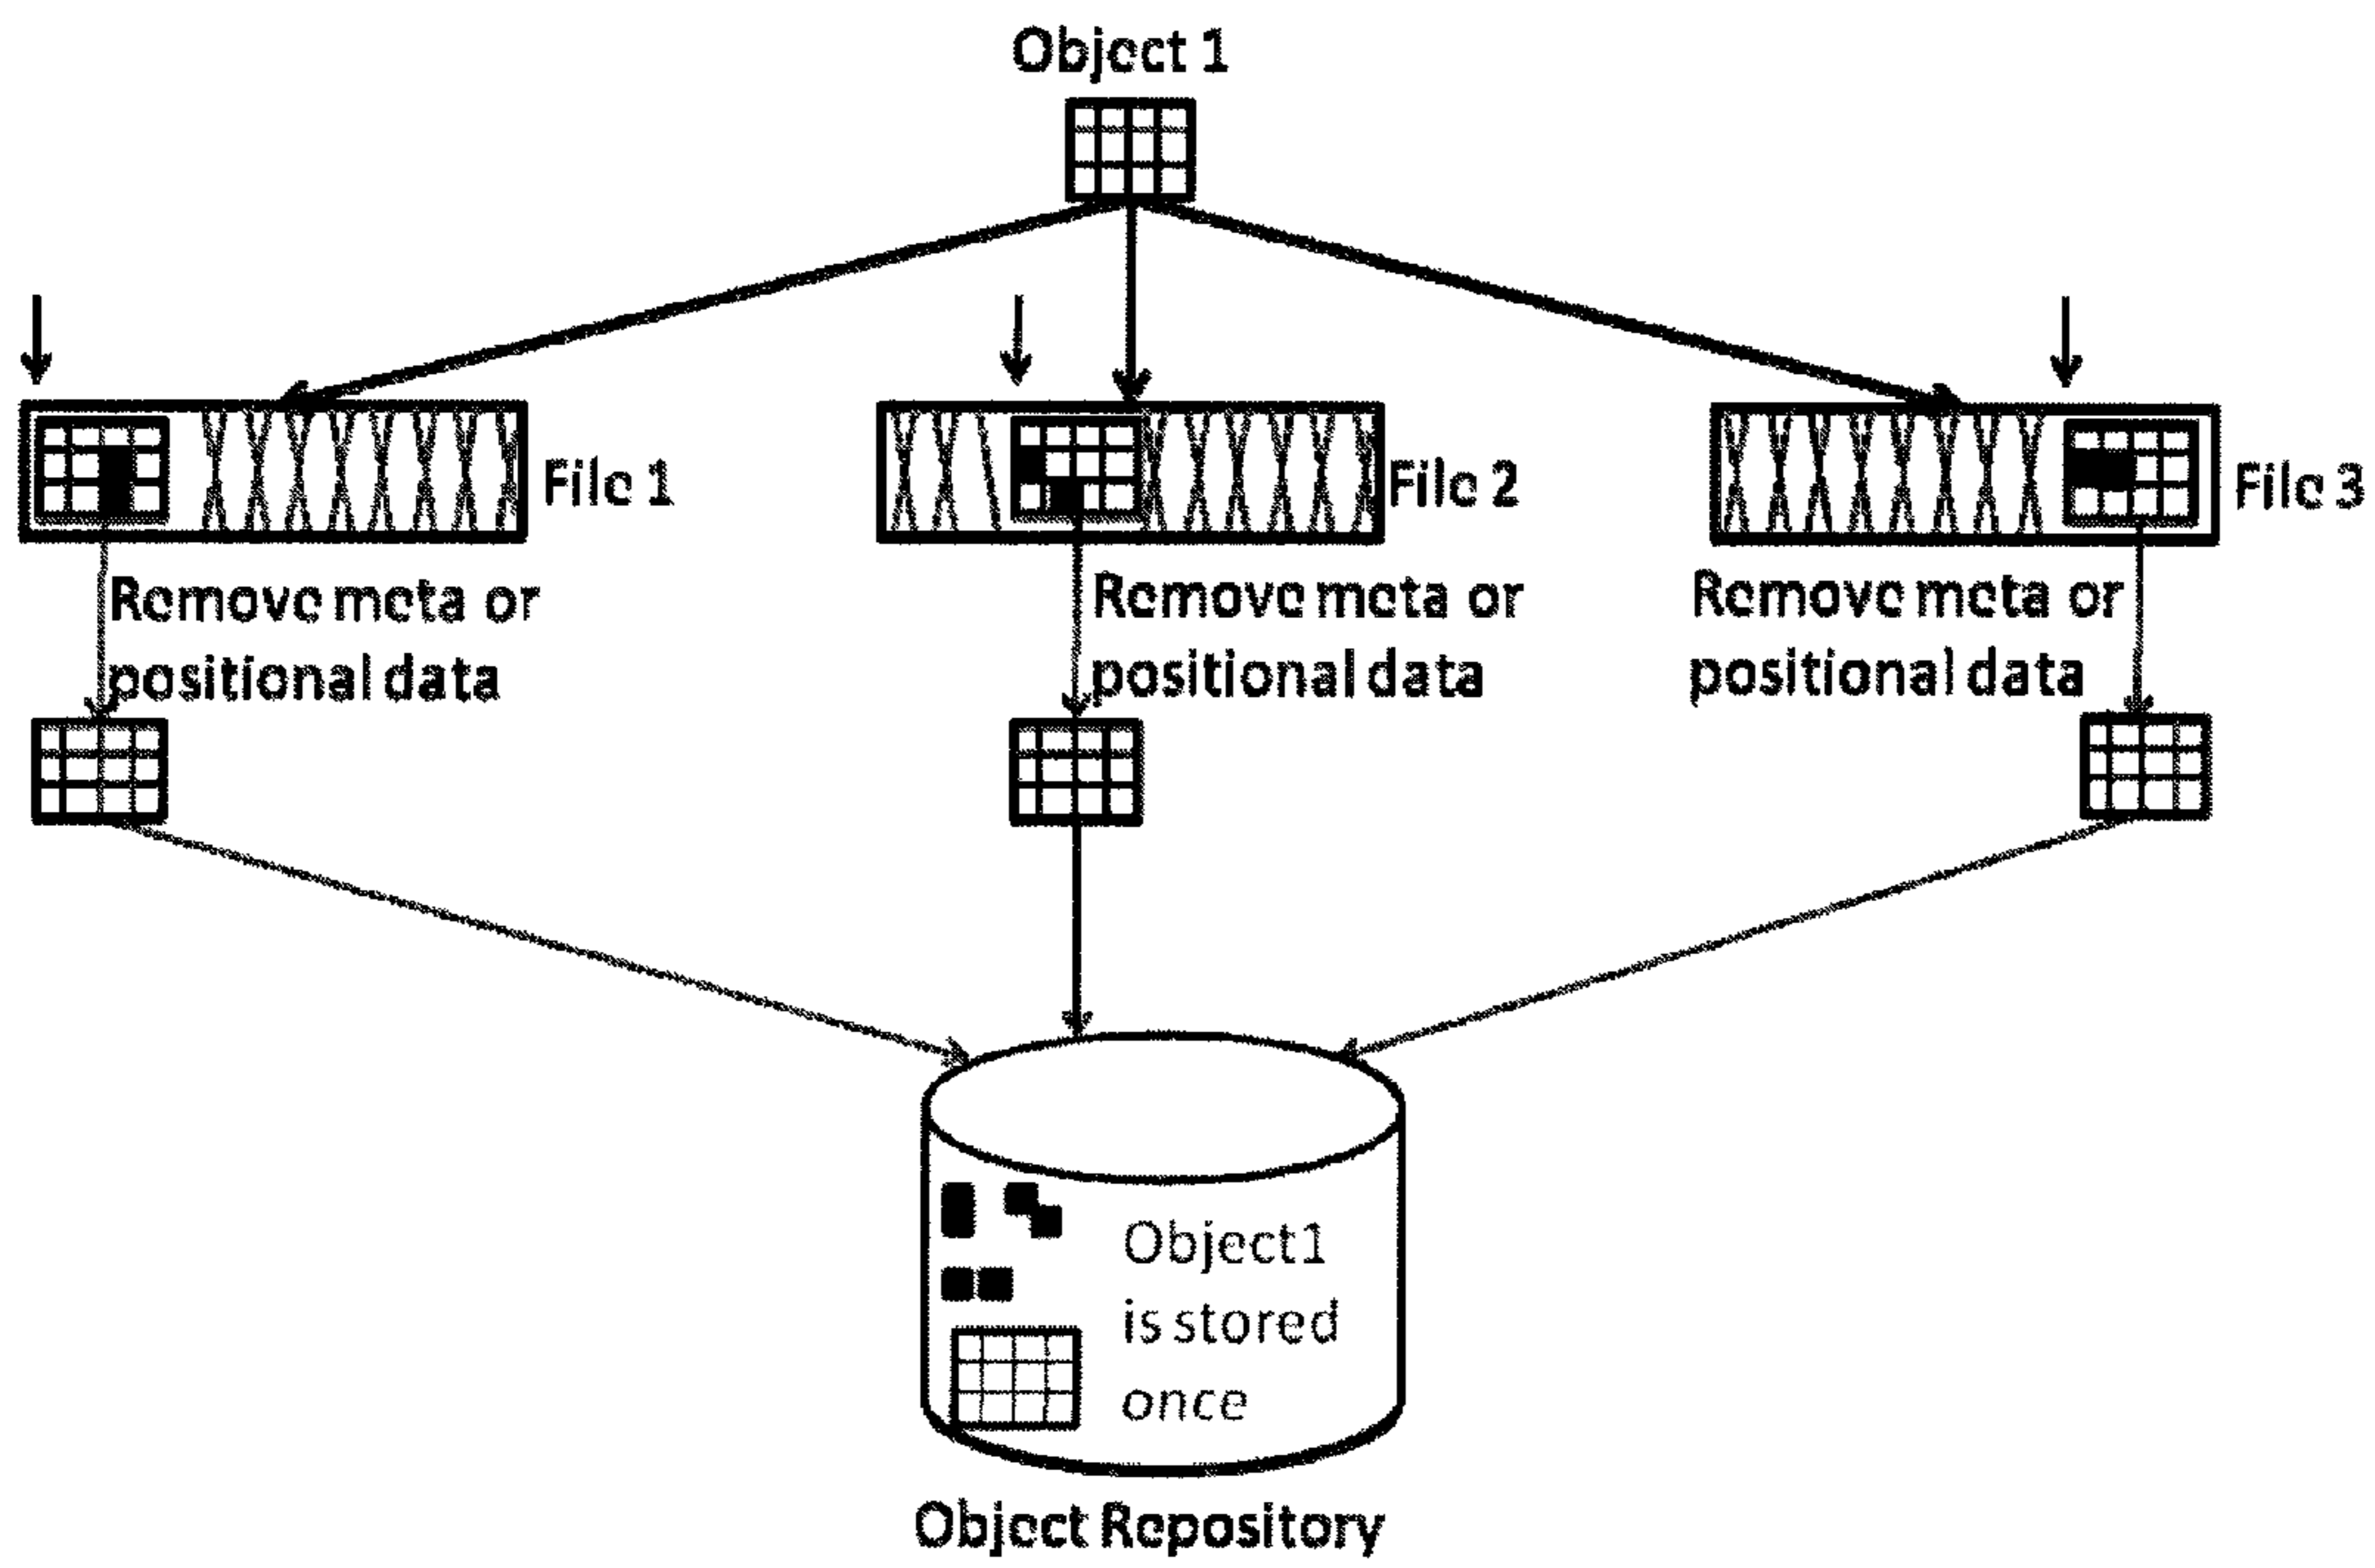 Object 1
File 1
File 2
File 3
Remove meta or
positional data
Remove meta or
positional data
Remove meta or
positional data
Object1
is stored
once
Object Repository